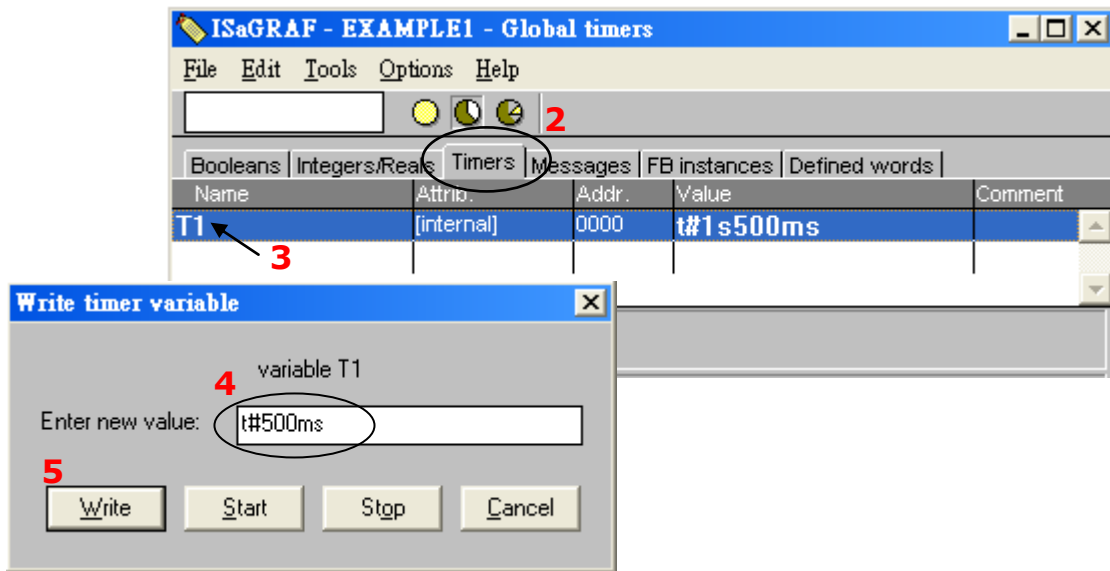 ISaGRAF - EXAMPLE1 - Global timers
File Edit Tools Options Help
2
Booleans Integers/Reals Timers Messages FB instances Defined words
Name Attrib. Addr. Value Comment
T1 [internal] 0000 t#1s500ms
3
Write timer variable
variable T1
4
Enter new value: t#500ms
5
Write Start Stop Cancel